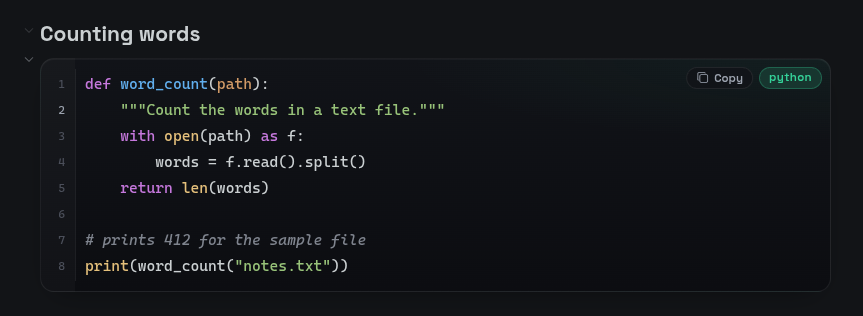 Counting words
Copy
python
1 def word_count(path):
2     """Count the words in a text file."""
3     with open(path) as f:
4         words = f.read().split()
5     return len(words)
6
7 # prints 412 for the sample file
8 print(word_count("notes.txt"))